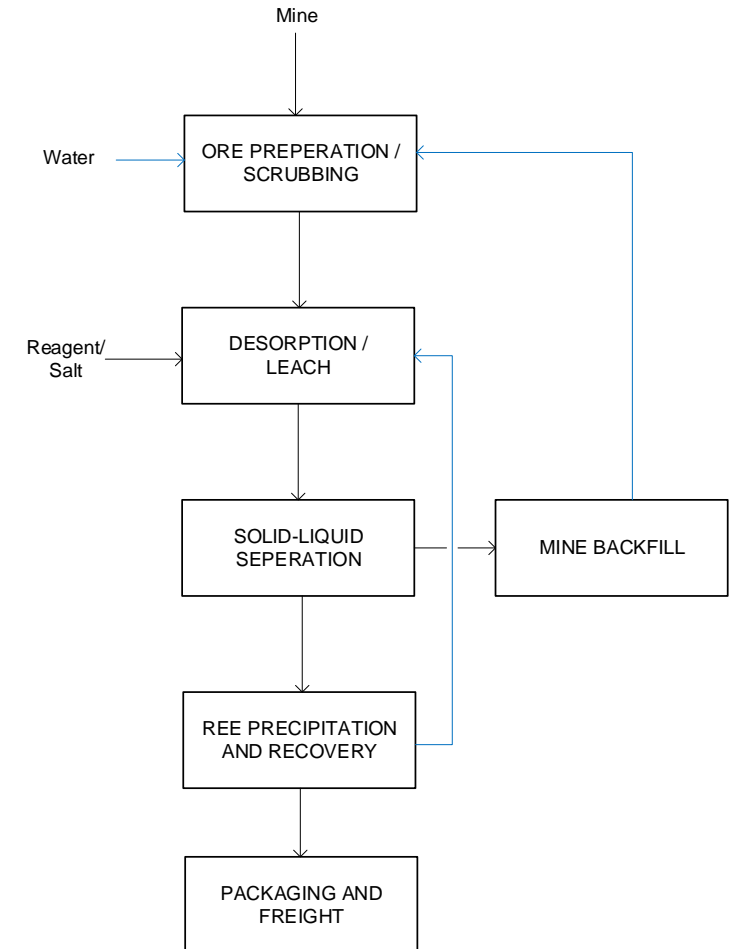 Mine
Water
ORE PREPERATION /
SCRUBBING
Reagent/
Salt
DESORPTION /
LEACH
SOLID-LIQUID
SEPERATION
MINE BACKFILL
REE PRECIPITATION
AND RECOVERY
PACKAGING AND
FREIGHT